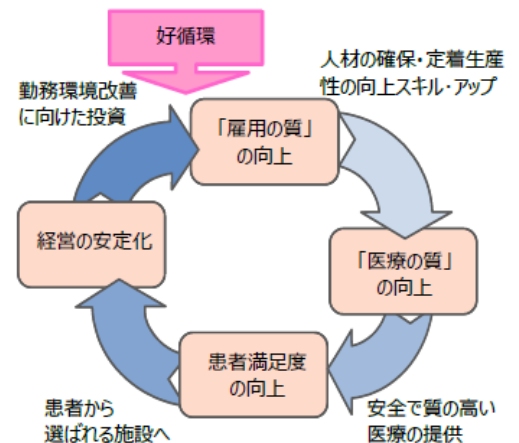 好循環
人材の確保・定着生産
性の向上スキル・アップ
勤務環境改善
に向けた投資
「雇用の質」
の向上
経営の安定化
「医療の質」
の向上
患者満足度
の向上
患者から
選ばれる施設へ
安全で質の高い
医療の提供